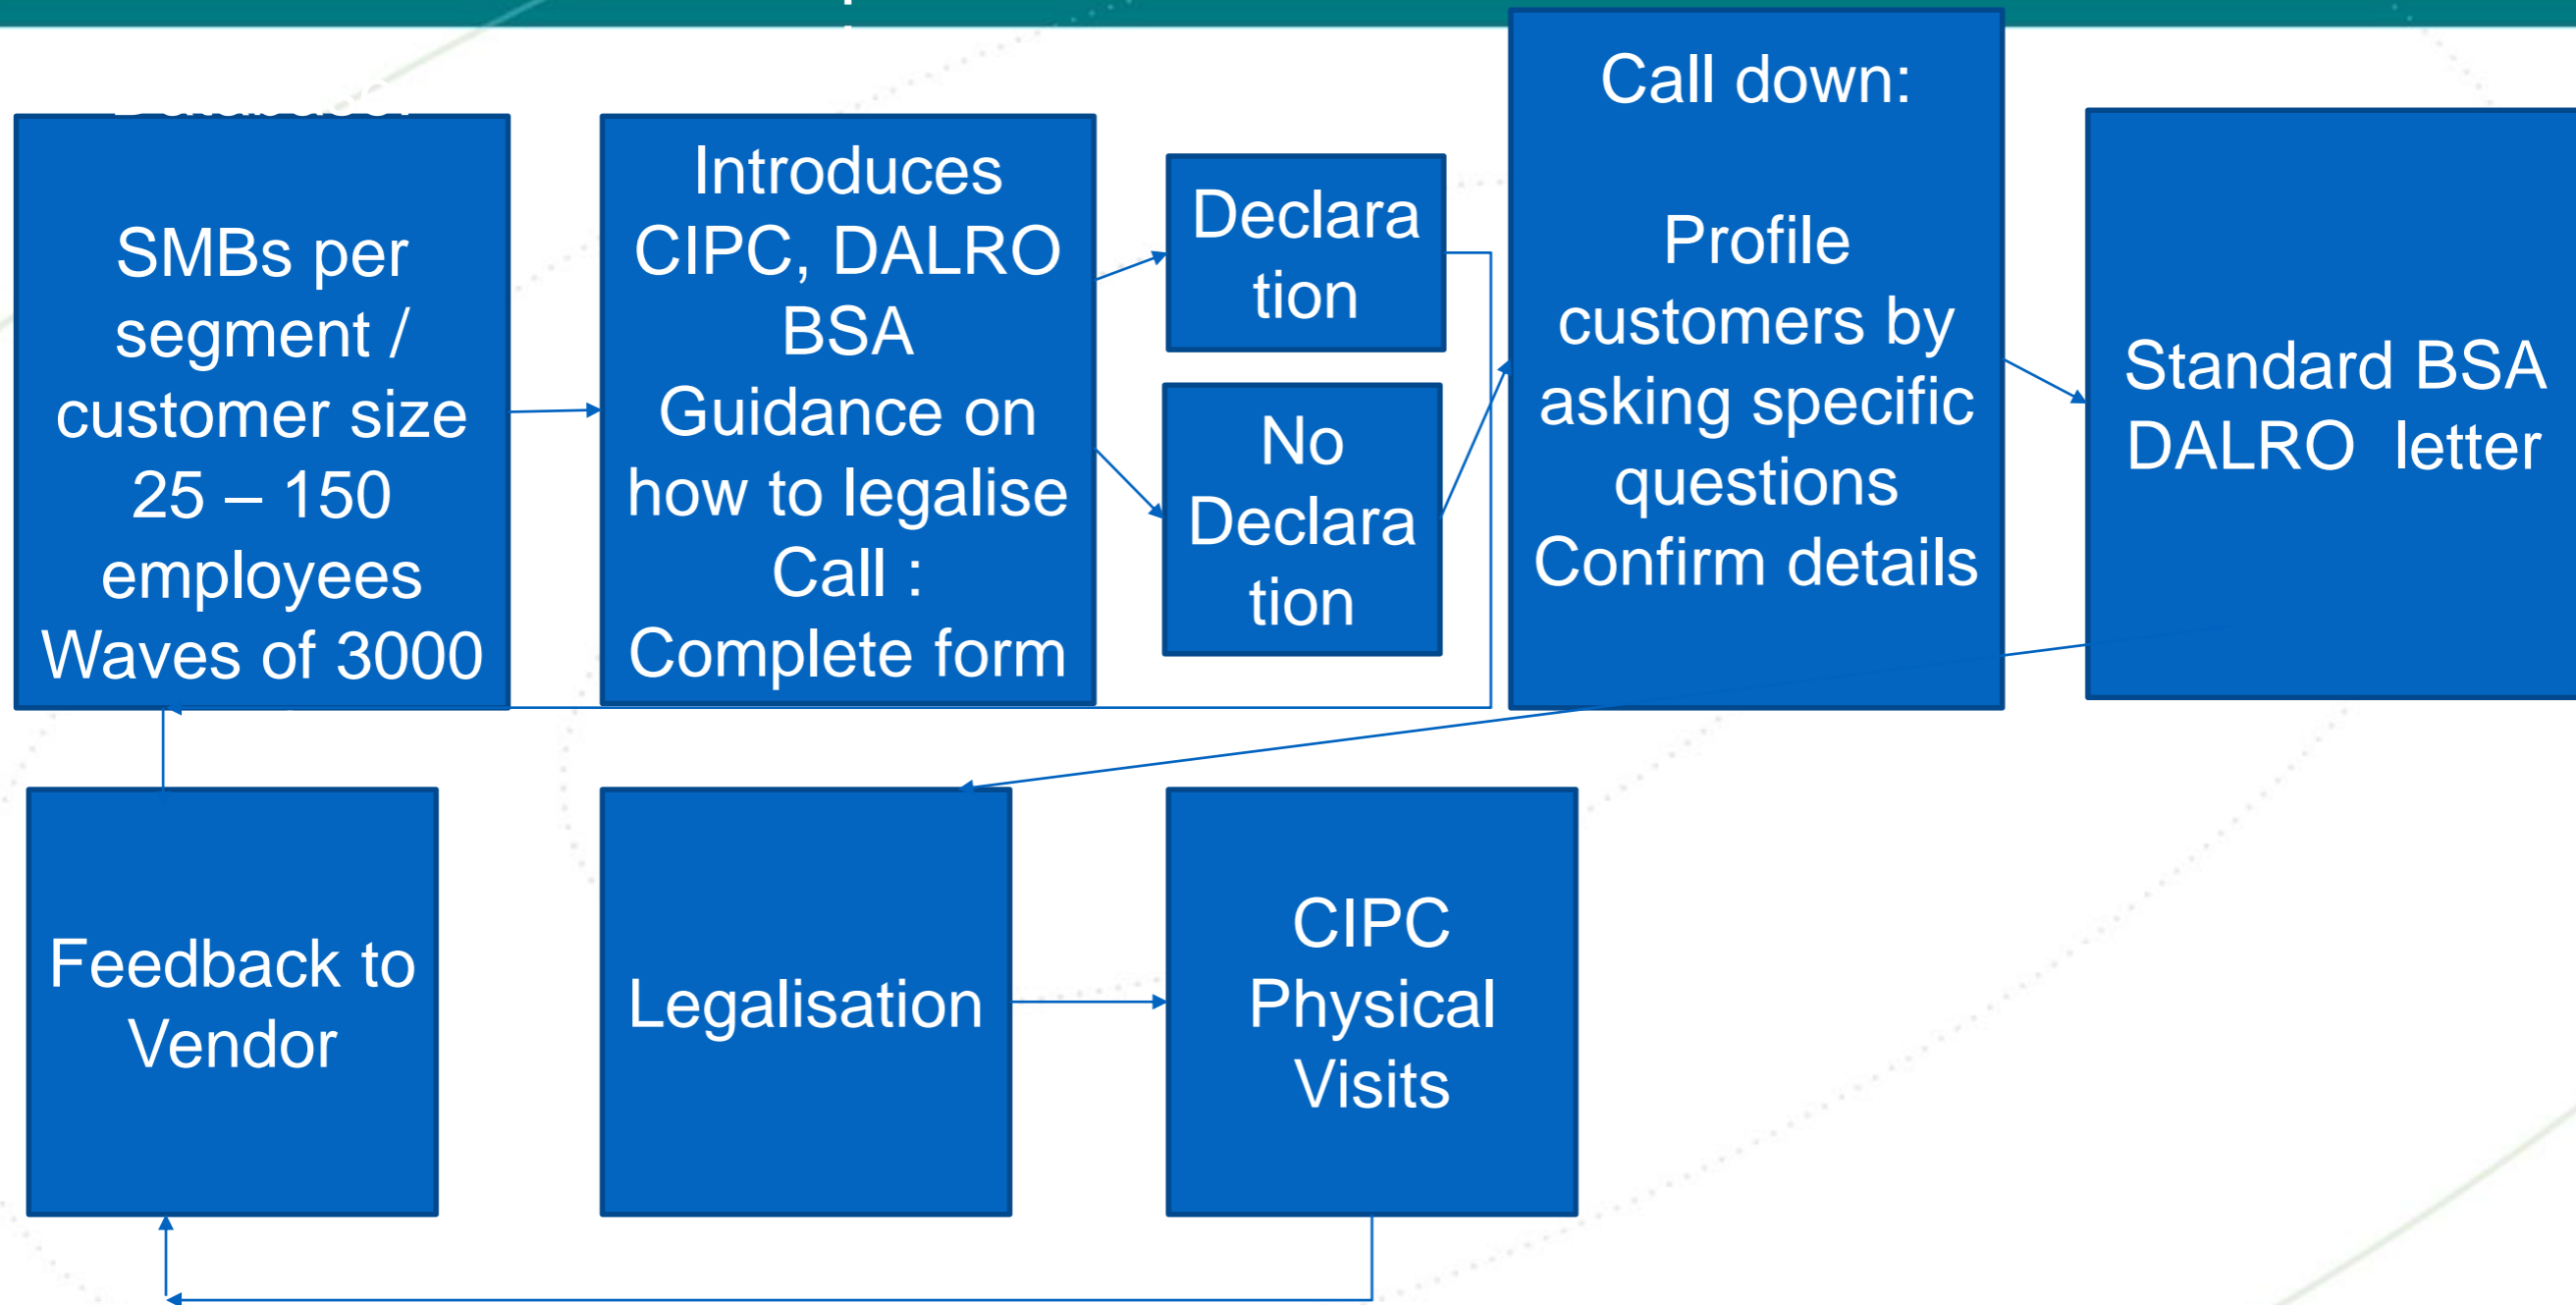 SMBs per
segment /
customer size
25 – 150
employees
Waves of 3000
Introduces
CIPC, DALRO
BSA
Guidance on
how to legalise
Call :
Complete form
Declara
tion
No
Declara
tion
Call down:
Profile
customers by
asking specific
questions
Confirm details
Standard BSA
DALRO letter
Feedback to
Vendor
Legalisation
CIPC
Physical
Visits